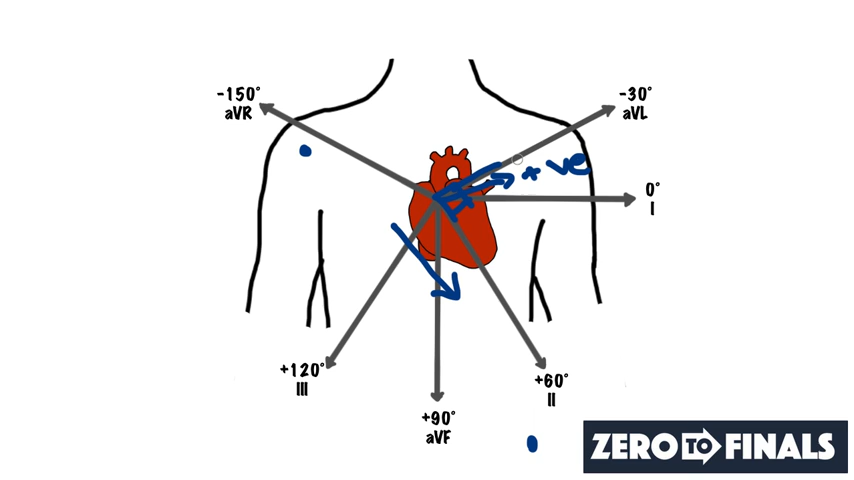 -150°
aVR
-30°
aVL
+ ve
0°
I
+120°
III
+60°
II
+90°
aVF
ZERO TO FINALS